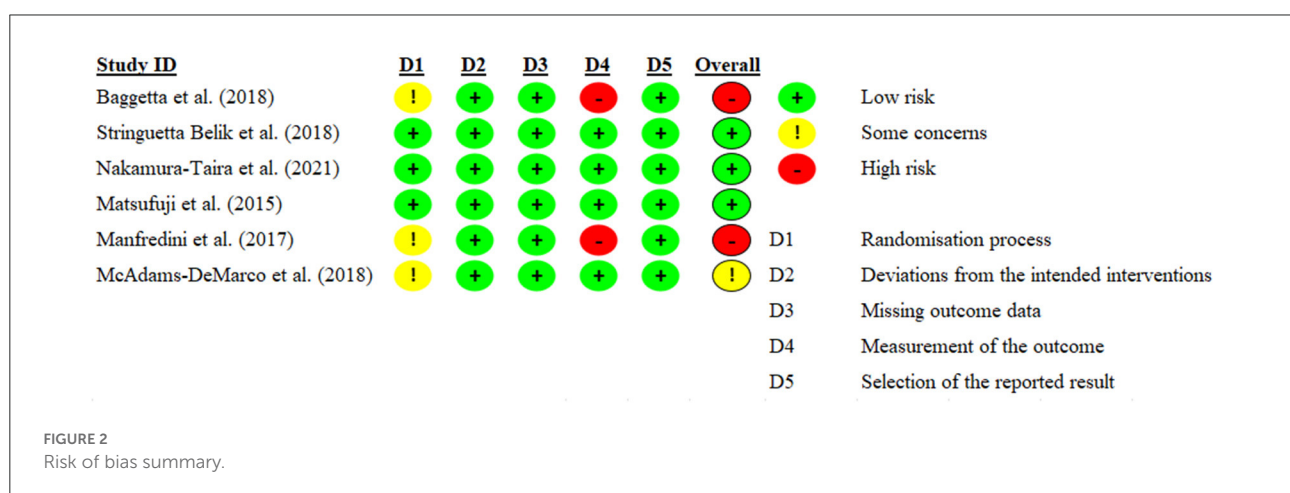 Study ID D1 D2 D3 D4 D5 Overall
Baggetta et al. (2018) ! + + - + - + Low risk
Stringuetta Belik et al. (2018) + + + + + + ! Some concerns
Nakamura-Taira et al. (2021) + + + + + + - High risk
Matsufuji et al. (2015) + + + + + +
Manfredini et al. (2017) ! + + - + - D1 Randomisation process
McAdams-DeMarco et al. (2018) ! + + + + ! D2 Deviations from the intended interventions
D3 Missing outcome data
D4 Measurement of the outcome
D5 Selection of the reported result
FIGURE 2
Risk of bias summary.